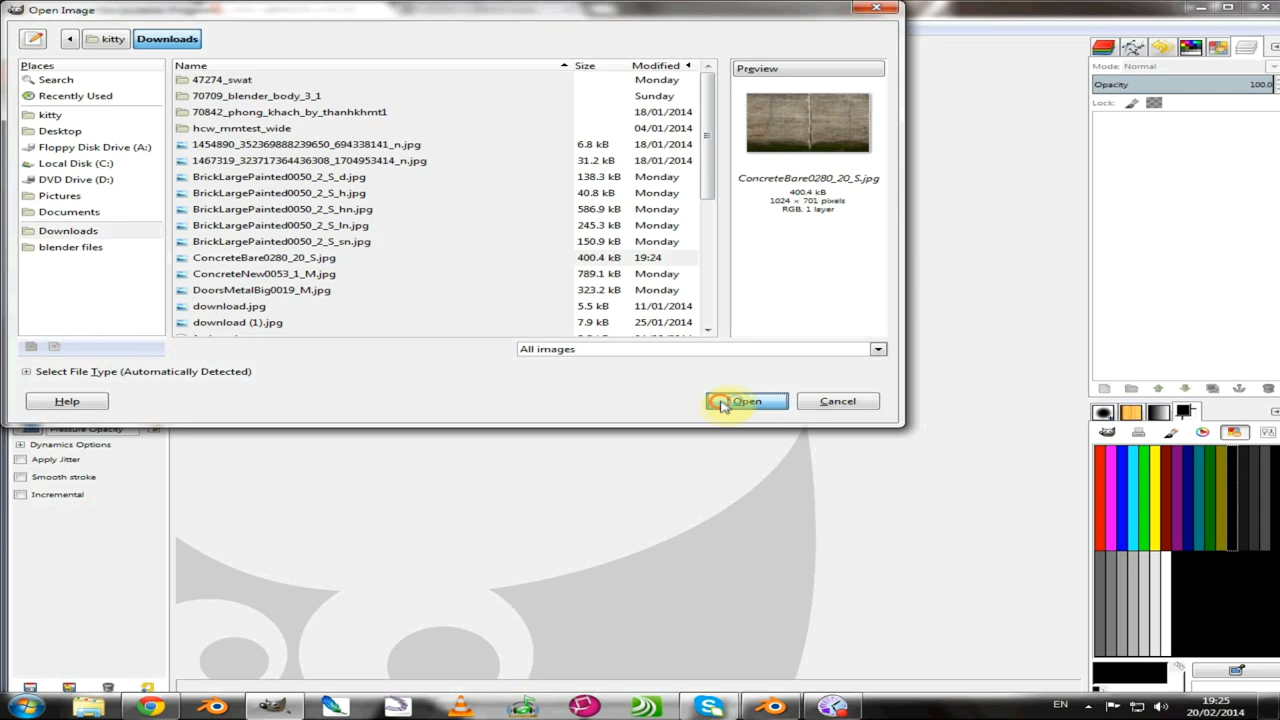 Open Image
kitty
Downloads
Places
Search
Recently Used
kitty
Desktop
Floppy Disk Drive (A:)
Local Disk (C:)
DVD Drive (D:)
Pictures
Documents
Downloads
blender files
Name Size Modified
47274_swat Monday
70709_blender_body_3_1 Sunday
70842_phong_khach_by_thanhkhmt1 18/01/2014
hcw_mmtest_wide 04/01/2014
1454890_352369888239650_694338141_n.jpg 6.8 kB 18/01/2014
1467319_323717364436308_1704953414_n.jpg 31.2 kB 18/01/2014
BrickLargePainted0050_2_S_d.jpg 138.3 kB Monday
BrickLargePainted0050_2_S_h.jpg 40.8 kB Monday
BrickLargePainted0050_2_S_hn.jpg 586.9 kB Monday
BrickLargePainted0050_2_S_ln.jpg 245.3 kB Monday
BrickLargePainted0050_2_S_sn.jpg 150.9 kB Monday
ConcreteBare0280_20_S.jpg 400.4 kB 19:24
ConcreteNew0053_1_M.jpg 789.1 kB Monday
DoorsMetalBig0019_M.jpg 323.2 kB Monday
download.jpg 5.5 kB 11/01/2014
download (1).jpg 7.9 kB 25/01/2014
Preview
ConcreteBare0280_20_S.jpg
400.4 kB
1024 × 701 pixels
RGB, 1 layer
All images
Select File Type (Automatically Detected)
Help
Open
Cancel
Pressure Opacity
Dynamics Options
Apply Jitter
Smooth stroke
Incremental
Mode: Normal
Opacity 100.0
Lock:
EN
19:25
20/02/2014